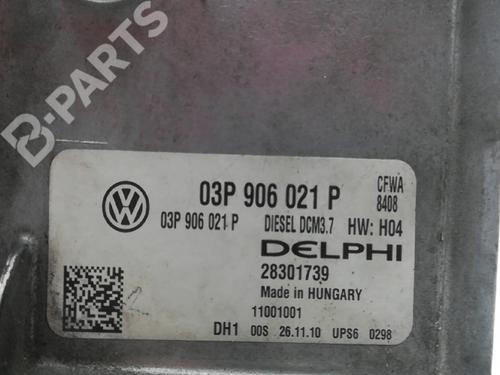 B-PARTS
03P 906 021 P
CFWA
8408
03P 906 021 P DIESEL DCM3.7 HW: H04
DELPHI
28301739
Made in HUNGARY
11001001
DH1 00S 26.11.10 UPS6 0298